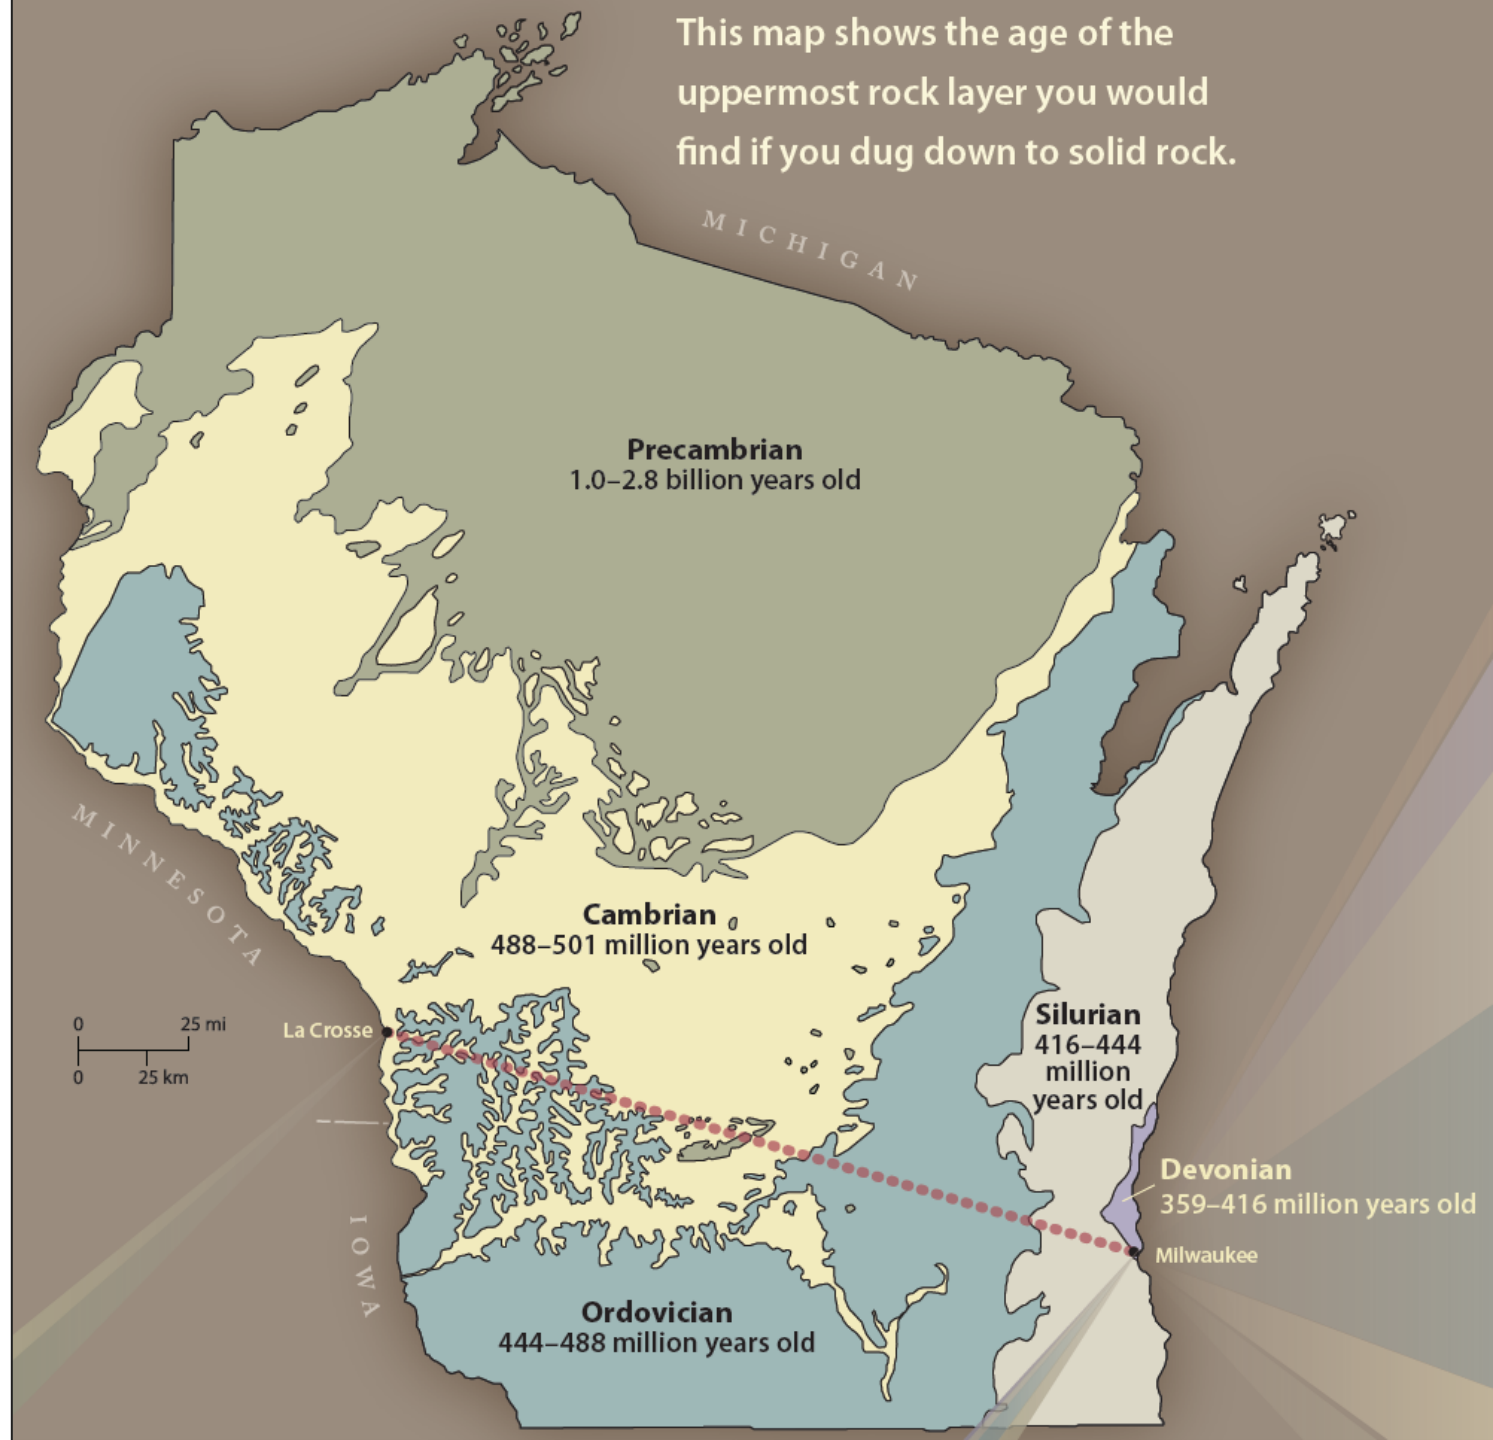 This map shows the age of the
uppermost rock layer you would
find if you dug down to solid rock.
MICHIGAN
Precambrian
1.0–2.8 billion years old
MINNESOTA
Cambrian
488–501 million years old
Silurian
416–444
million
years old
0 25 mi
0 25 km
La Crosse
Devonian
359–416 million years old
Milwaukee
IOWA
Ordovician
444–488 million years old